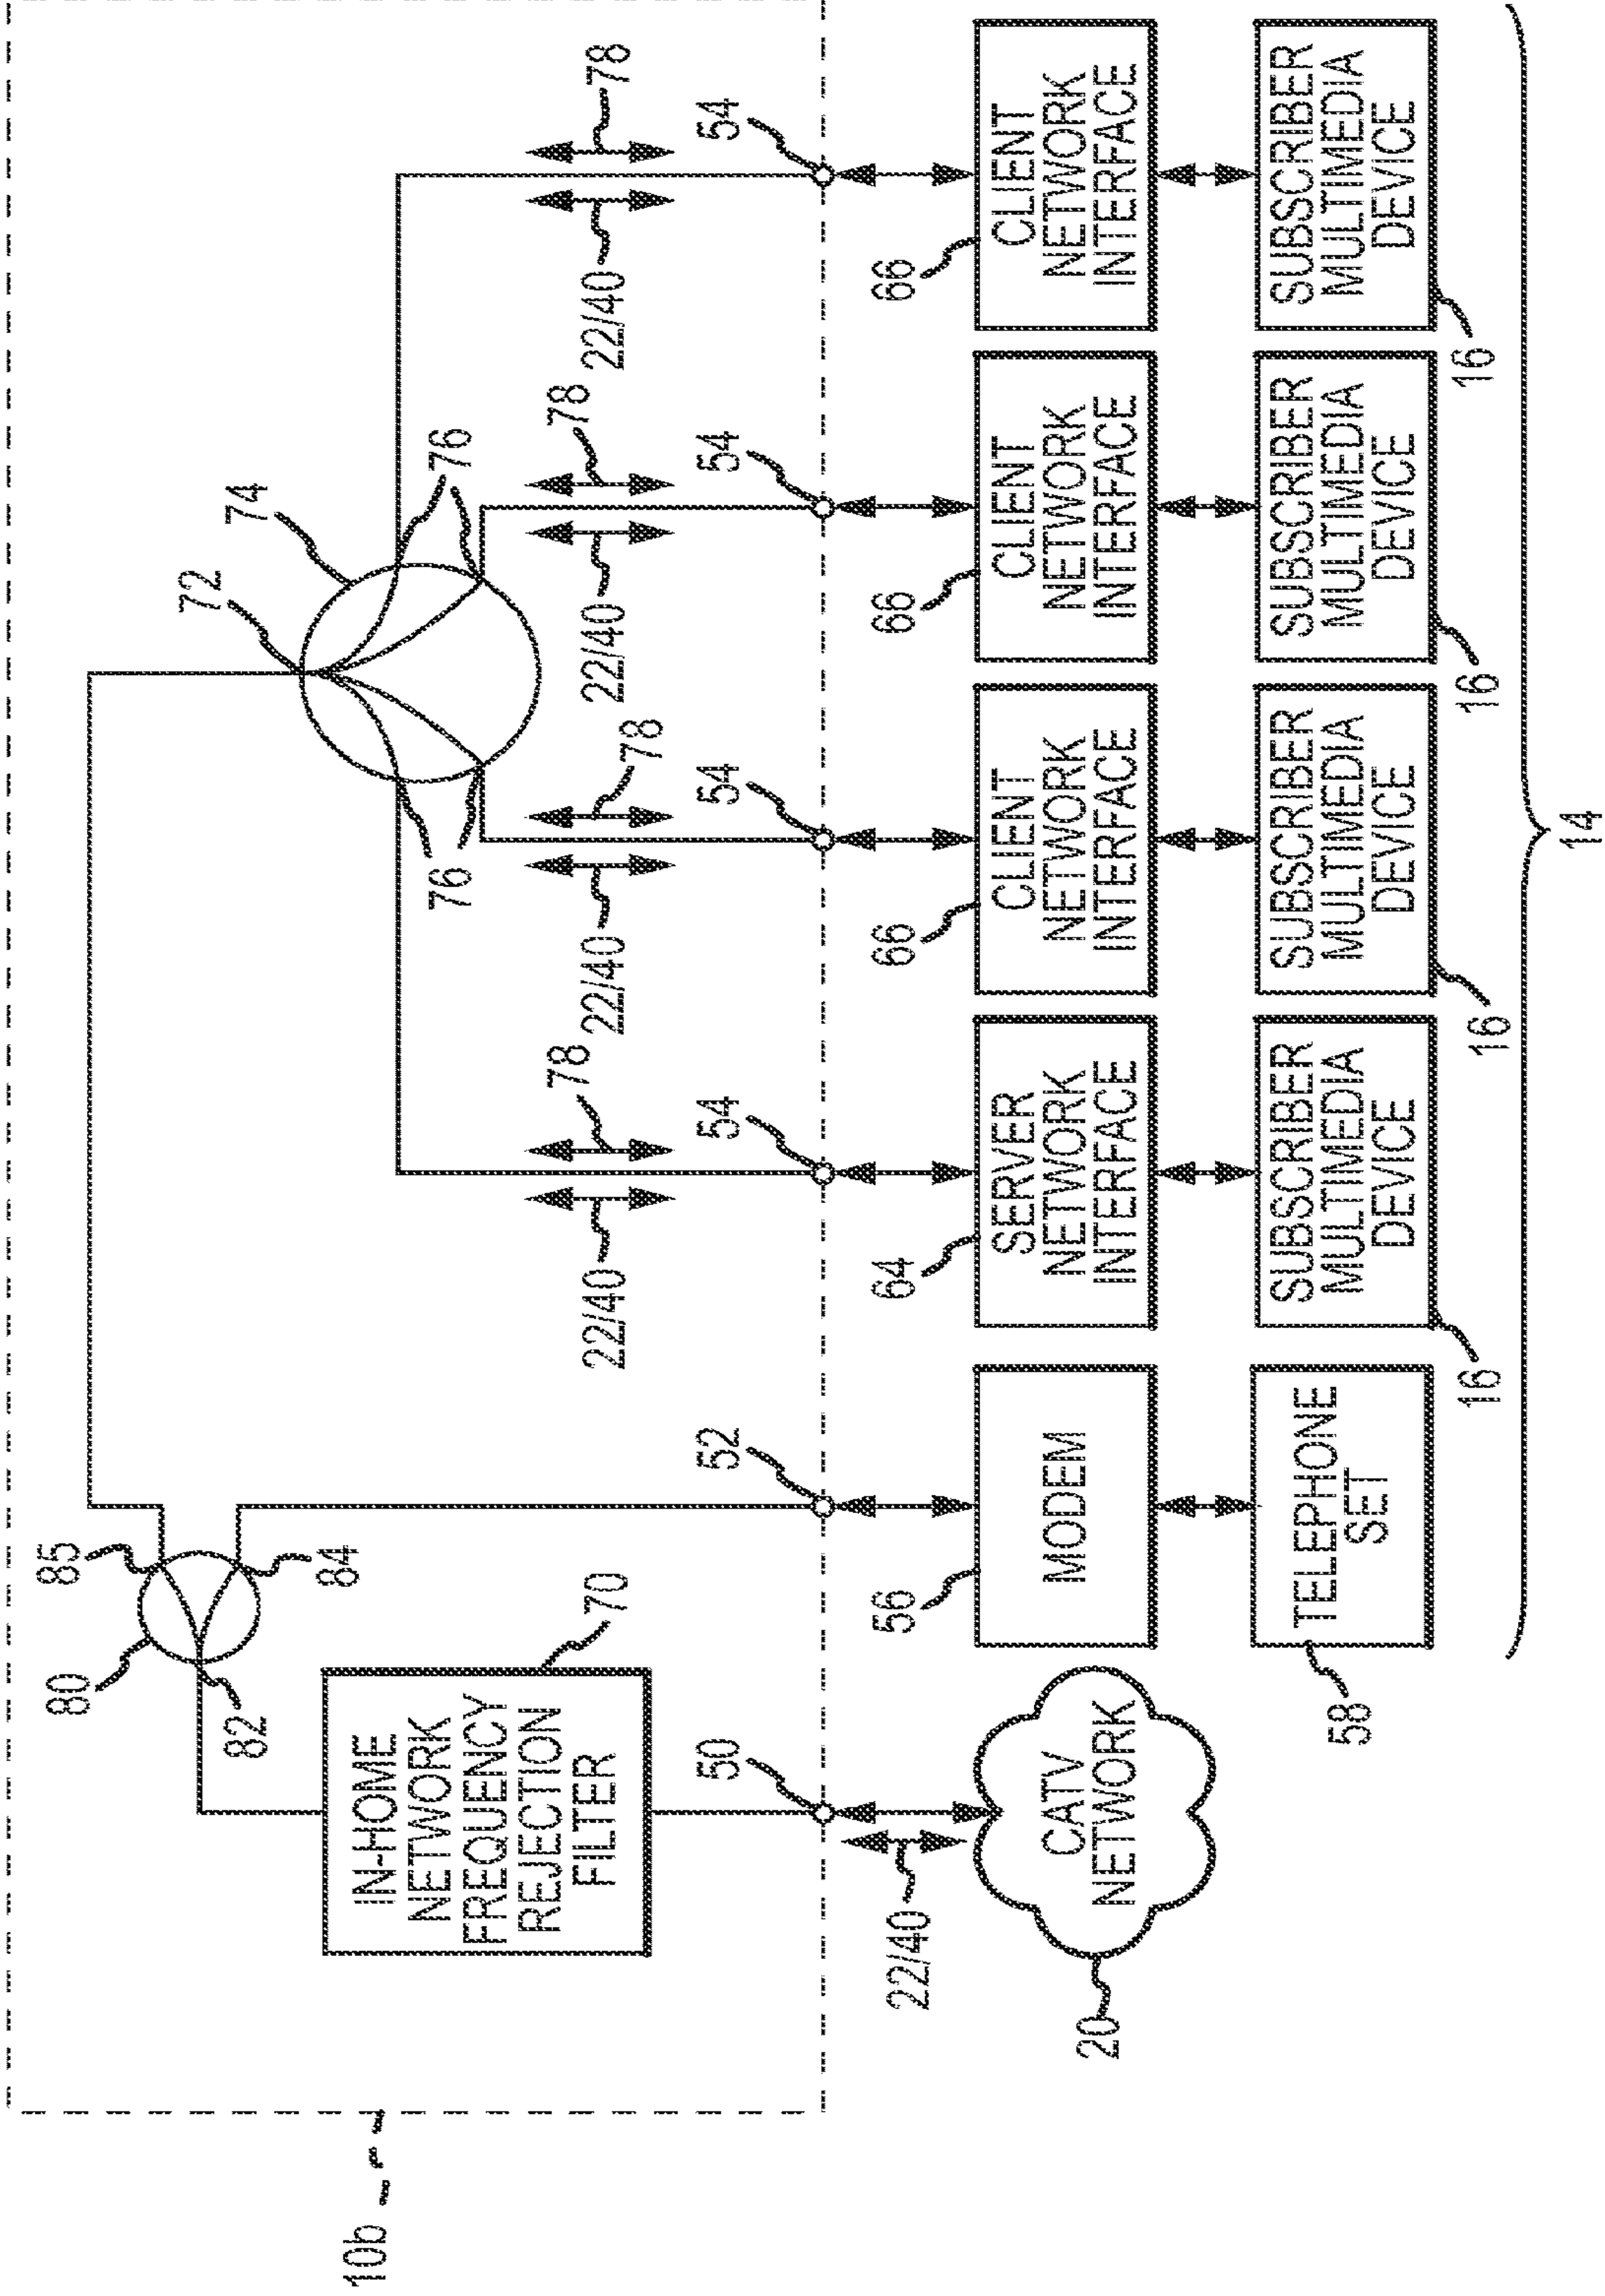 85
80
72
74
82
84
10b
IN-HOME
NETWORK
FREQUENCY
REJECTION
FILTER
70
76
76
78
78
78
78
22/40
22/40
22/40
22/40
50
52
54
54
54
54
22/40
56
64
66
66
66
20
CATV
NETWORK
MODEM
SERVER
NETWORK
INTERFACE
CLIENT
NETWORK
INTERFACE
CLIENT
NETWORK
INTERFACE
CLIENT
NETWORK
INTERFACE
58
TELEPHONE
SET
SUBSCRIBER
MULTIMEDIA
DEVICE
SUBSCRIBER
MULTIMEDIA
DEVICE
SUBSCRIBER
MULTIMEDIA
DEVICE
SUBSCRIBER
MULTIMEDIA
DEVICE
16
16
16
16
14